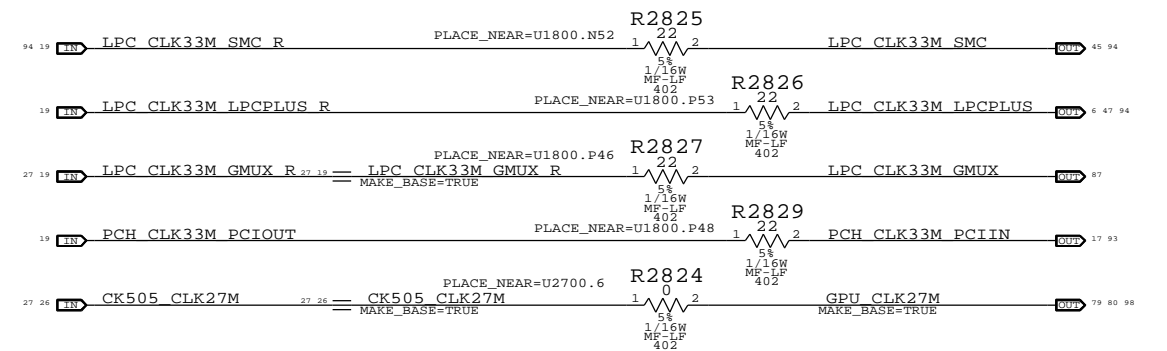 R2825
94 19 IN LPC_CLK33M_SMC_R PLACE_NEAR=U1800.N52 1 22 2 LPC_CLK33M_SMC OUT 45 94
5%
1/16W
MF-LF
402
R2826
19 IN LPC_CLK33M_LPCPLUS_R PLACE_NEAR=U1800.P53 1 22 2 LPC_CLK33M_LPCPLUS OUT 6 47 94
5%
1/16W
MF-LF
402
R2827
27 19 IN LPC_CLK33M_GMUX_R 27 19 LPC_CLK33M_GMUX_R PLACE_NEAR=U1800.P46 1 22 2 LPC_CLK33M_GMUX OUT 87
MAKE_BASE=TRUE
5%
1/16W
MF-LF
402
R2829
19 IN PCH_CLK33M_PCIOUT PLACE_NEAR=U1800.P48 1 22 2 PCH_CLK33M_PCIIN OUT 17 93
5%
1/16W
MF-LF
402
R2824
27 26 IN CK505_CLK27M 27 26 CK505_CLK27M PLACE_NEAR=U2700.6 1 0 2 GPU_CLK27M OUT 79 80 98
MAKE_BASE=TRUE MAKE_BASE=TRUE
5%
1/16W
MF-LF
402